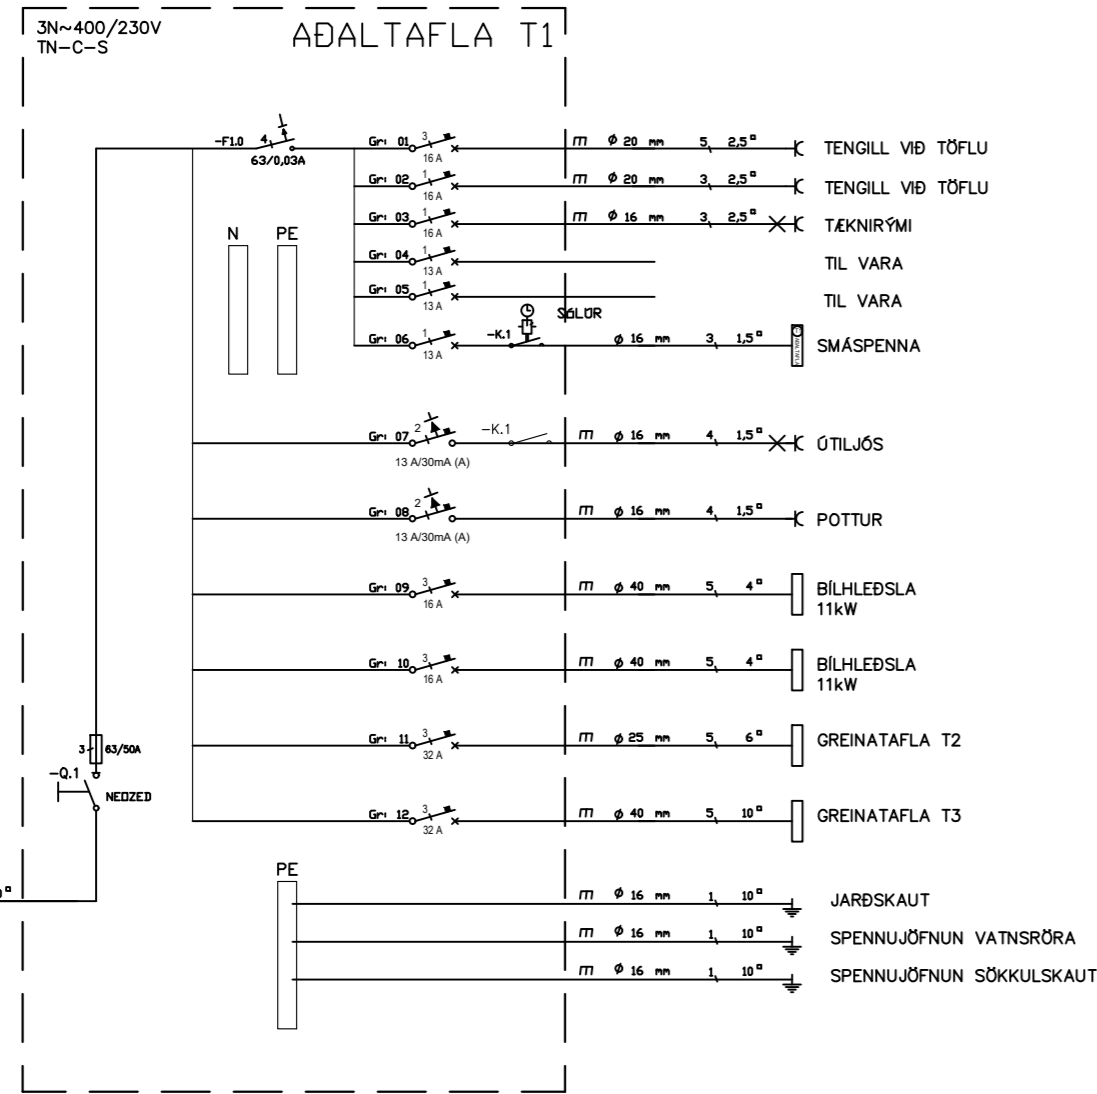 3N~400/230V
TN-C-S
AÐALTAFLA T1
-F1.0 4 63/0,03A
Gr: 01 3 16 A m ϕ 20 mm 5 2,5▫ TENGILL VIÐ TÖFLU
Gr: 02 1 16 A m ϕ 20 mm 3 2,5▫ TENGILL VIÐ TÖFLU
Gr: 03 1 16 A m ϕ 16 mm 3 2,5▫ TÆKNIRÝMI
N PE
Gr: 04 1 13 A TIL VARA
Gr: 05 1 13 A TIL VARA
SÓLÚR
Gr: 06 1 13 A -K.1 ϕ 16 mm 3 1,5▫ SMÁSPENNA
Gr: 07 2 13 A/30mA (A) -K.1 m ϕ 16 mm 4 1,5▫ ÚTILJÓS
Gr: 08 2 13 A/30mA (A) m ϕ 16 mm 4 1,5▫ POTTUR
Gr: 09 3 16 A m ϕ 40 mm 5 4▫ BÍLHLEÐSLA
11kW
Gr: 10 3 16 A m ϕ 40 mm 5 4▫ BÍLHLEÐSLA
11kW
Gr: 11 3 32 A m ϕ 25 mm 5 6▫ GREINATAFLA T2
3 63/50A
-Q.1
NEOZED
Gr: 12 3 32 A m ϕ 40 mm 5 10▫ GREINATAFLA T3
PE
m ϕ 16 mm 1 10▫ JARÐSKAUT
m ϕ 16 mm 1 10▫ SPENNUJÖFNUN VATNSRÖRA
m ϕ 16 mm 1 10▫ SPENNUJÖFNUN SÖKKULSKAUT